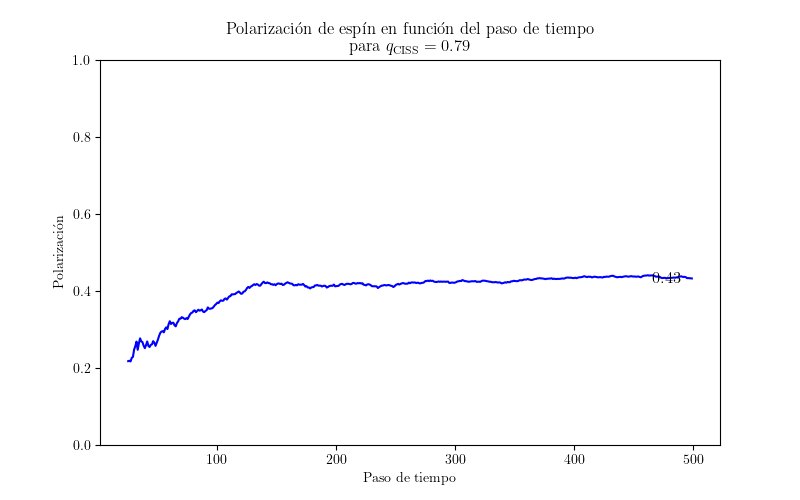 Polarización de espín en función del paso de tiempo
para q_CISS = 0.79
1.0
0.8
0.6
0.4
0.2
0.0
Polarización
0.43
100 200 300 400 500
Paso de tiempo